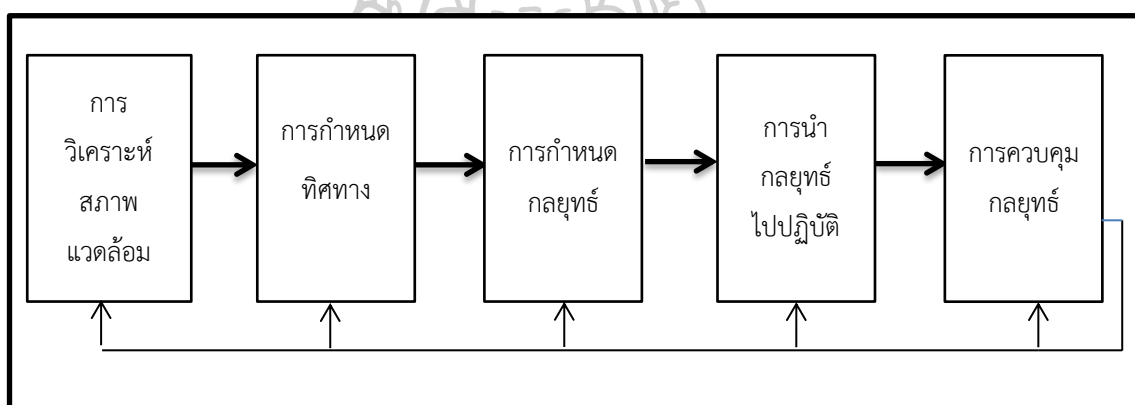 การ
วิเคราะห์
สภาพ
แวดล้อม
การกำหนด
ทิศทาง
การกำหนด
กลยุทธ์
การนำ
กลยุทธ์
ไปปฏิบัติ
การควบคุม
กลยุทธ์